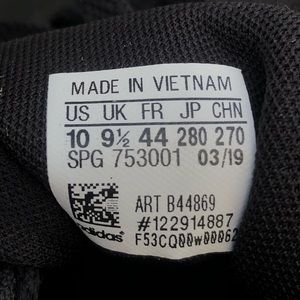 MADE IN VIETNAM
US UK FR JP CHN
10 9½ 44 280 270
SPG 753001 03/19
ART B44869
#122914887
adidas F53CQ00w00062